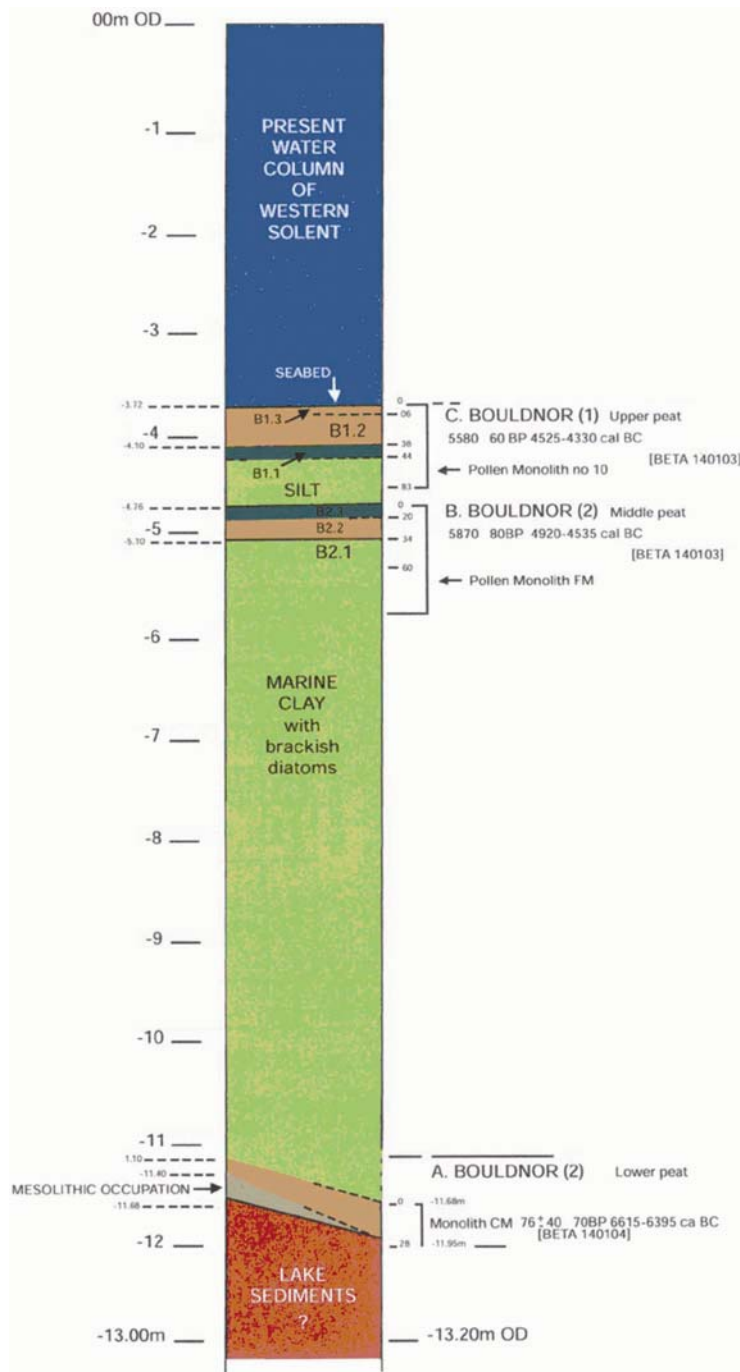 00m OD
-1
PRESENT
WATER
COLUMN
OF
WESTERN
SOLENT
-2
-3
SEABED
-3.72
0
B1.3
06
C. BOULDNOR (1) Upper peat
B1.2
-4
5580 60 BP 4525-4330 cal BC
-4.10
38
[BETA 140103]
44
B1.1
Pollen Monolith no 10
SILT
83
-4.76
0
B2.3
20
B. BOULDNOR (2) Middle peat
-5
B2.2
5870 80BP 4920-4535 cal BC
-5.10
34
B2.1
[BETA 140103]
60
Pollen Monolith FM
-6
MARINE
CLAY
with
brackish
diatoms
-7
-8
-9
-10
-11
1.10
-11.40
A. BOULDNOR (2) Lower peat
MESOLITHIC OCCUPATION
-11.68
0 -11.68m
Monolith CM 76 40 70BP 6615-6395 ca BC
[BETA 140104]
-12
28 -11.95m
LAKE
SEDIMENTS
?
-13.00m
-13.20m OD